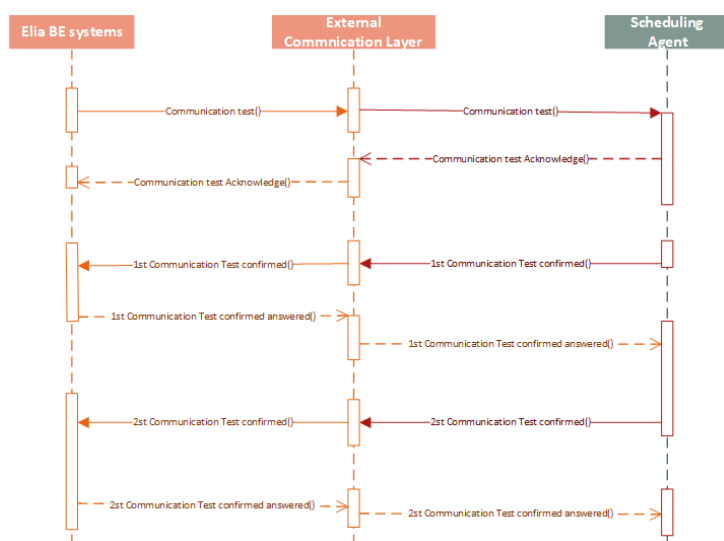 Elia BE systems
External
Commnication Layer
Scheduling
Agent
Communication test()
Communication test()
Communication test Acknowledge()
Communication test Acknowledge()
1st Communication Test confirmed()
1st Communication Test confirmed()
1st Communication Test confirmed answered()
1st Communication Test confirmed answered()
2st Communication Test confirmed()
2st Communication Test confirmed()
2st Communication Test confirmed answered()
2st Communication Test confirmed answered()